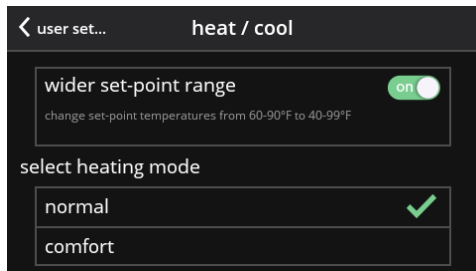 user set...
heat / cool
wider set-point range
on
change set-point temperatures from 60-90°F to 40-99°F
select heating mode
normal
comfort